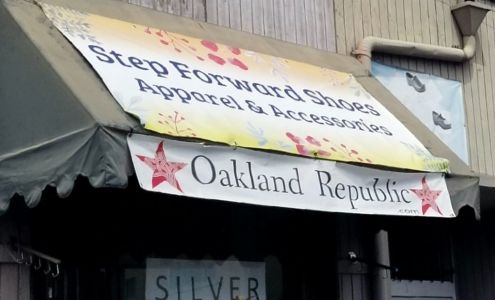 Step Forward Shoes
Apparel & Accessories
Oakland Republic
.com
SILVER